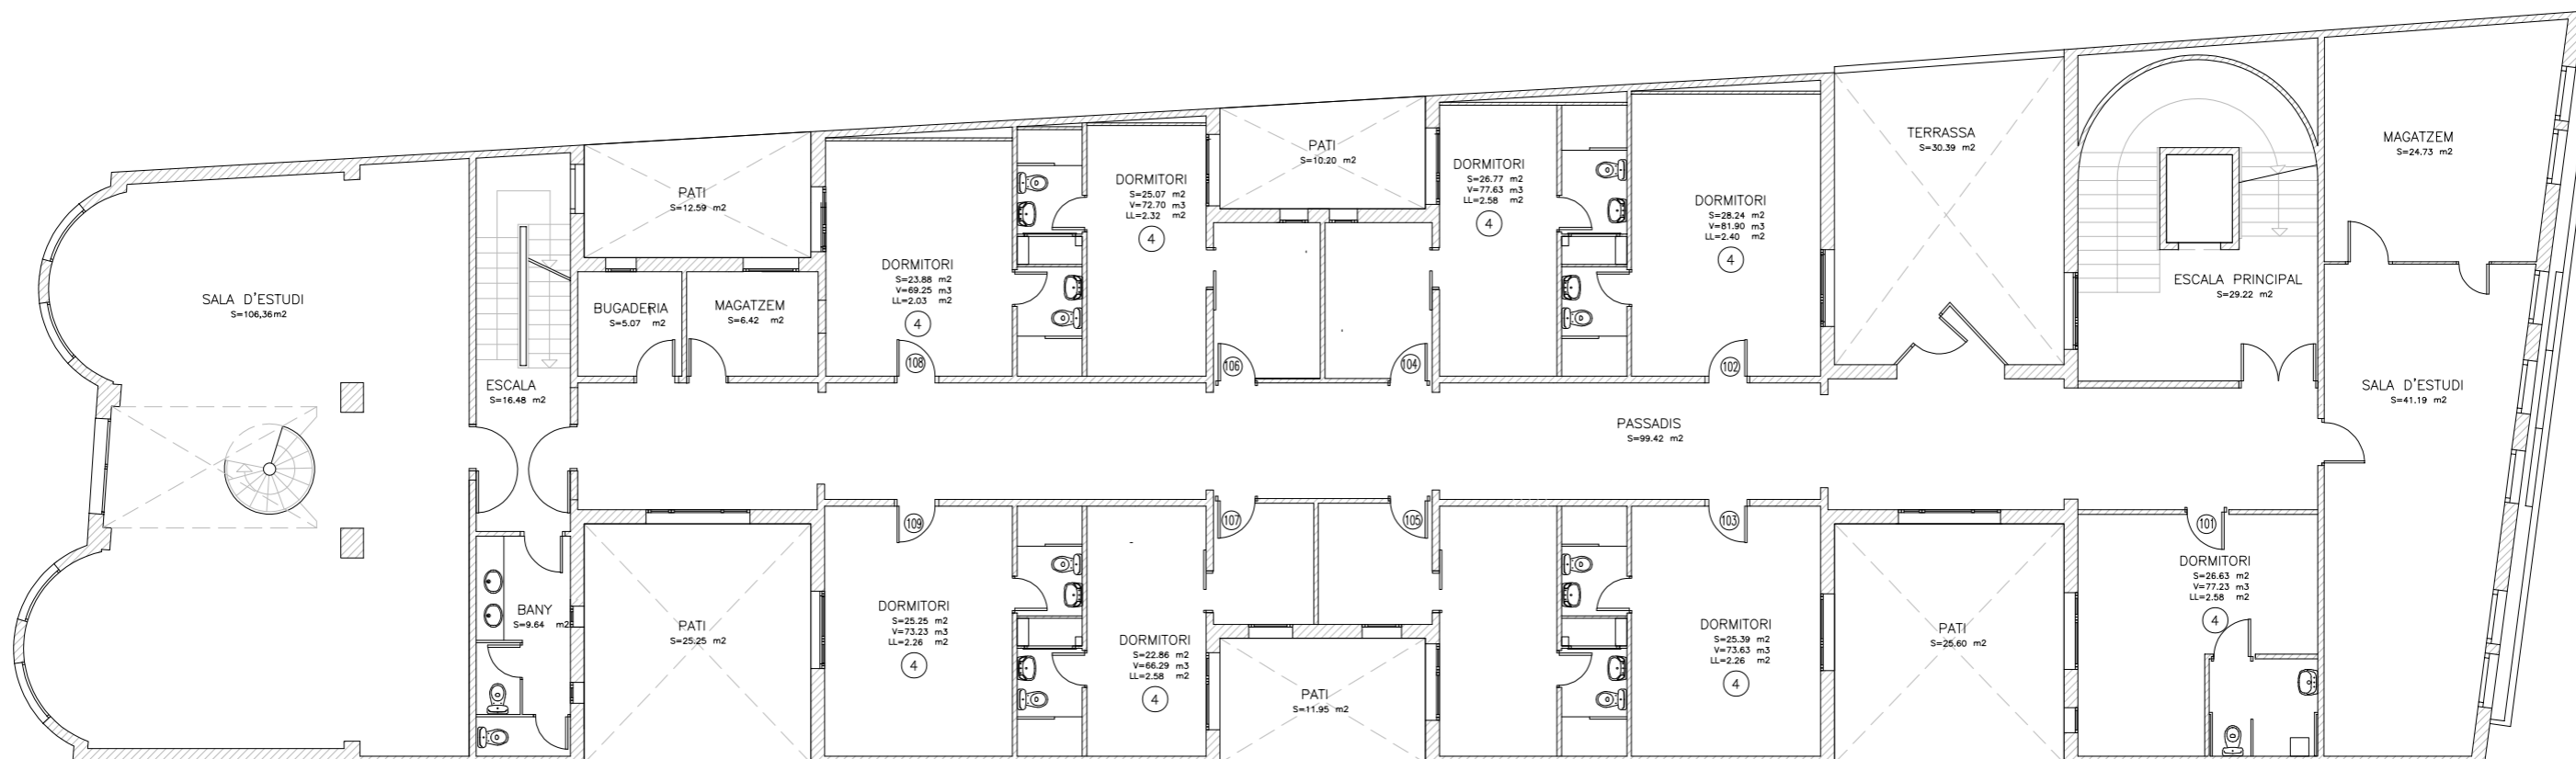 SALA D'ESTUDI
S=106,36m2
ESCALA
S=16.48 m2
BANY
S=9.64 m2
PATI
S=12.59 m2
BUGADERIA
S=5.07 m2
MAGATZEM
S=6.42 m2
PATI
S=25.25 m2
DORMITORI
S=23.88 m2
V=69.25 m3
LL=2.03 m2
4
108
DORMITORI
S=25.07 m2
V=72.70 m3
LL=2.32 m2
4
106
PATI
S=10.20 m2
104
DORMITORI
S=26.77 m2
V=77.63 m3
LL=2.58 m2
4
DORMITORI
S=28.24 m2
V=81.90 m3
LL=2.40 m2
4
102
TERRASSA
S=30.39 m2
ESCALA PRINCIPAL
S=29.22 m2
MAGATZEM
S=24.73 m2
SALA D'ESTUDI
S=41.19 m2
PASSADIS
S=99.42 m2
109
DORMITORI
S=25.25 m2
V=73.23 m3
LL=2.26 m2
4
107
DORMITORI
S=22.86 m2
V=66.29 m3
LL=2.58 m2
4
PATI
S=11.95 m2
105
103
DORMITORI
S=25.39 m2
V=73.63 m3
LL=2.26 m2
4
PATI
S=25.60 m2
101
DORMITORI
S=26.63 m2
V=77.23 m3
LL=2.58 m2
4